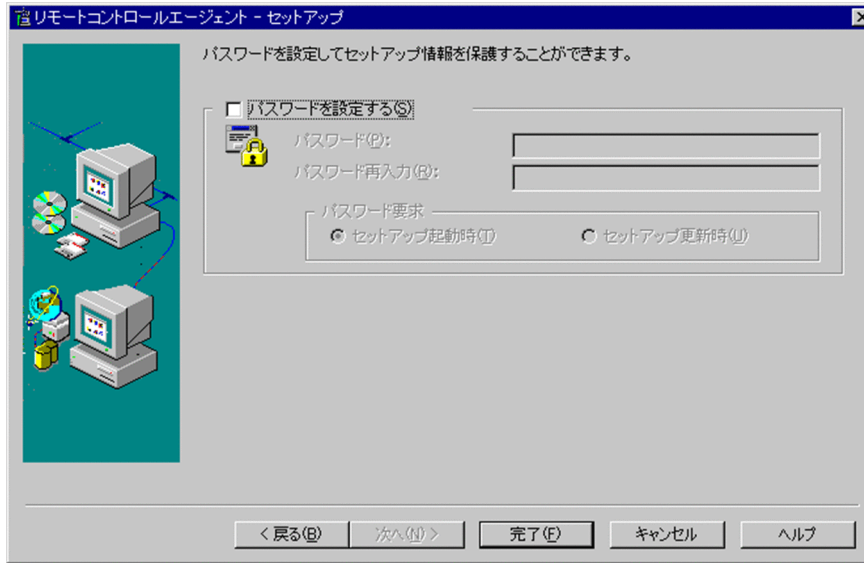 リモートコントロールエージェント - セットアップ
パスワードを設定してセットアップ情報を保護することができます。
パスワードを設定する(S)
パスワード(P):
パスワード再入力(R):
パスワード要求
セットアップ起動時(T) セットアップ更新時(U)
< 戻る(B) 次へ(N) > 完了(F) キャンセル ヘルプ